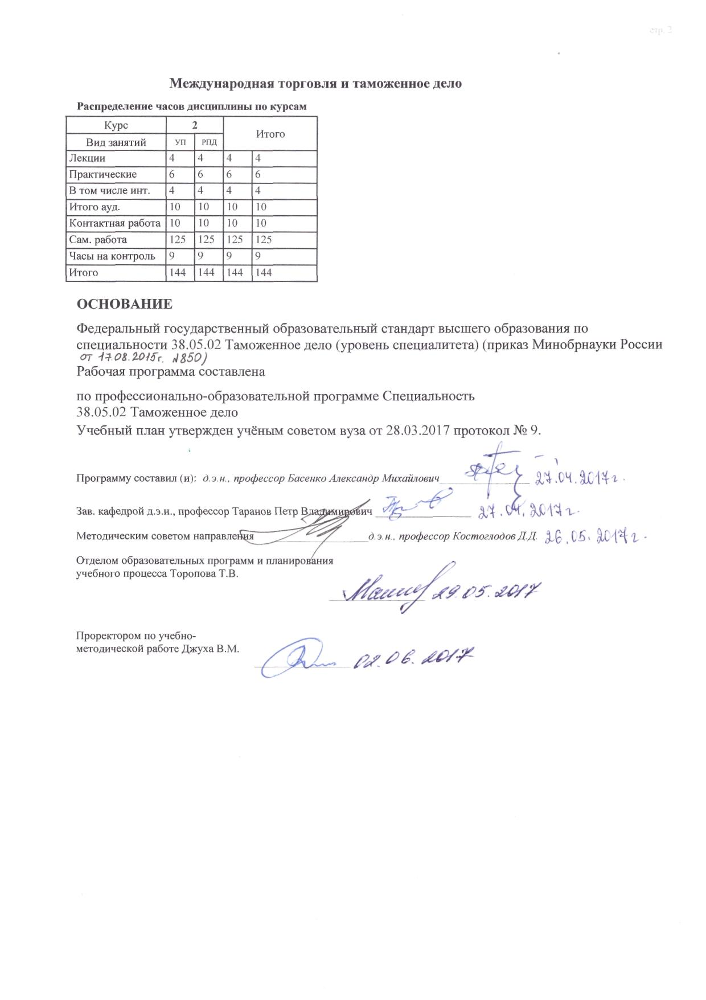 стр. 2
Международная торговля и таможенное дело
Распределение часов дисциплины по курсам
Курс 2 Итого
Вид занятий УП РПД
Лекции 4 4 4 4
Практические 6 6 6 6
В том числе инт. 4 4 4 4
Итого ауд. 10 10 10 10
Контактная работа 10 10 10 10
Сам. работа 125 125 125 125
Часы на контроль 9 9 9 9
Итого 144 144 144 144
ОСНОВАНИЕ
Федеральный государственный образовательный стандарт высшего образования по
специальности 38.05.02 Таможенное дело (уровень специалитета) (приказ Минобрнауки России
от 17.08.2015г. №850)
Рабочая программа составлена
по профессионально-образовательной программе Специальность
38.05.02 Таможенное дело
Учебный план утвержден учёным советом вуза от 28.03.2017 протокол № 9.
Программу составил (и): д.э.н., профессор Басенко Александр Михайлович 27.04.2017г.
Зав. кафедрой д.э.н., профессор Таранов Петр Владимирович 27.04.2017г.
Методическим советом направления д.э.н., профессор Костоглодов Д.Д. 26.05.2017г.
Отделом образовательных программ и планирования
учебного процесса Торопова Т.В.
29.05.2017
Проректором по учебно-
методической работе Джуха В.М.
02.06.2017